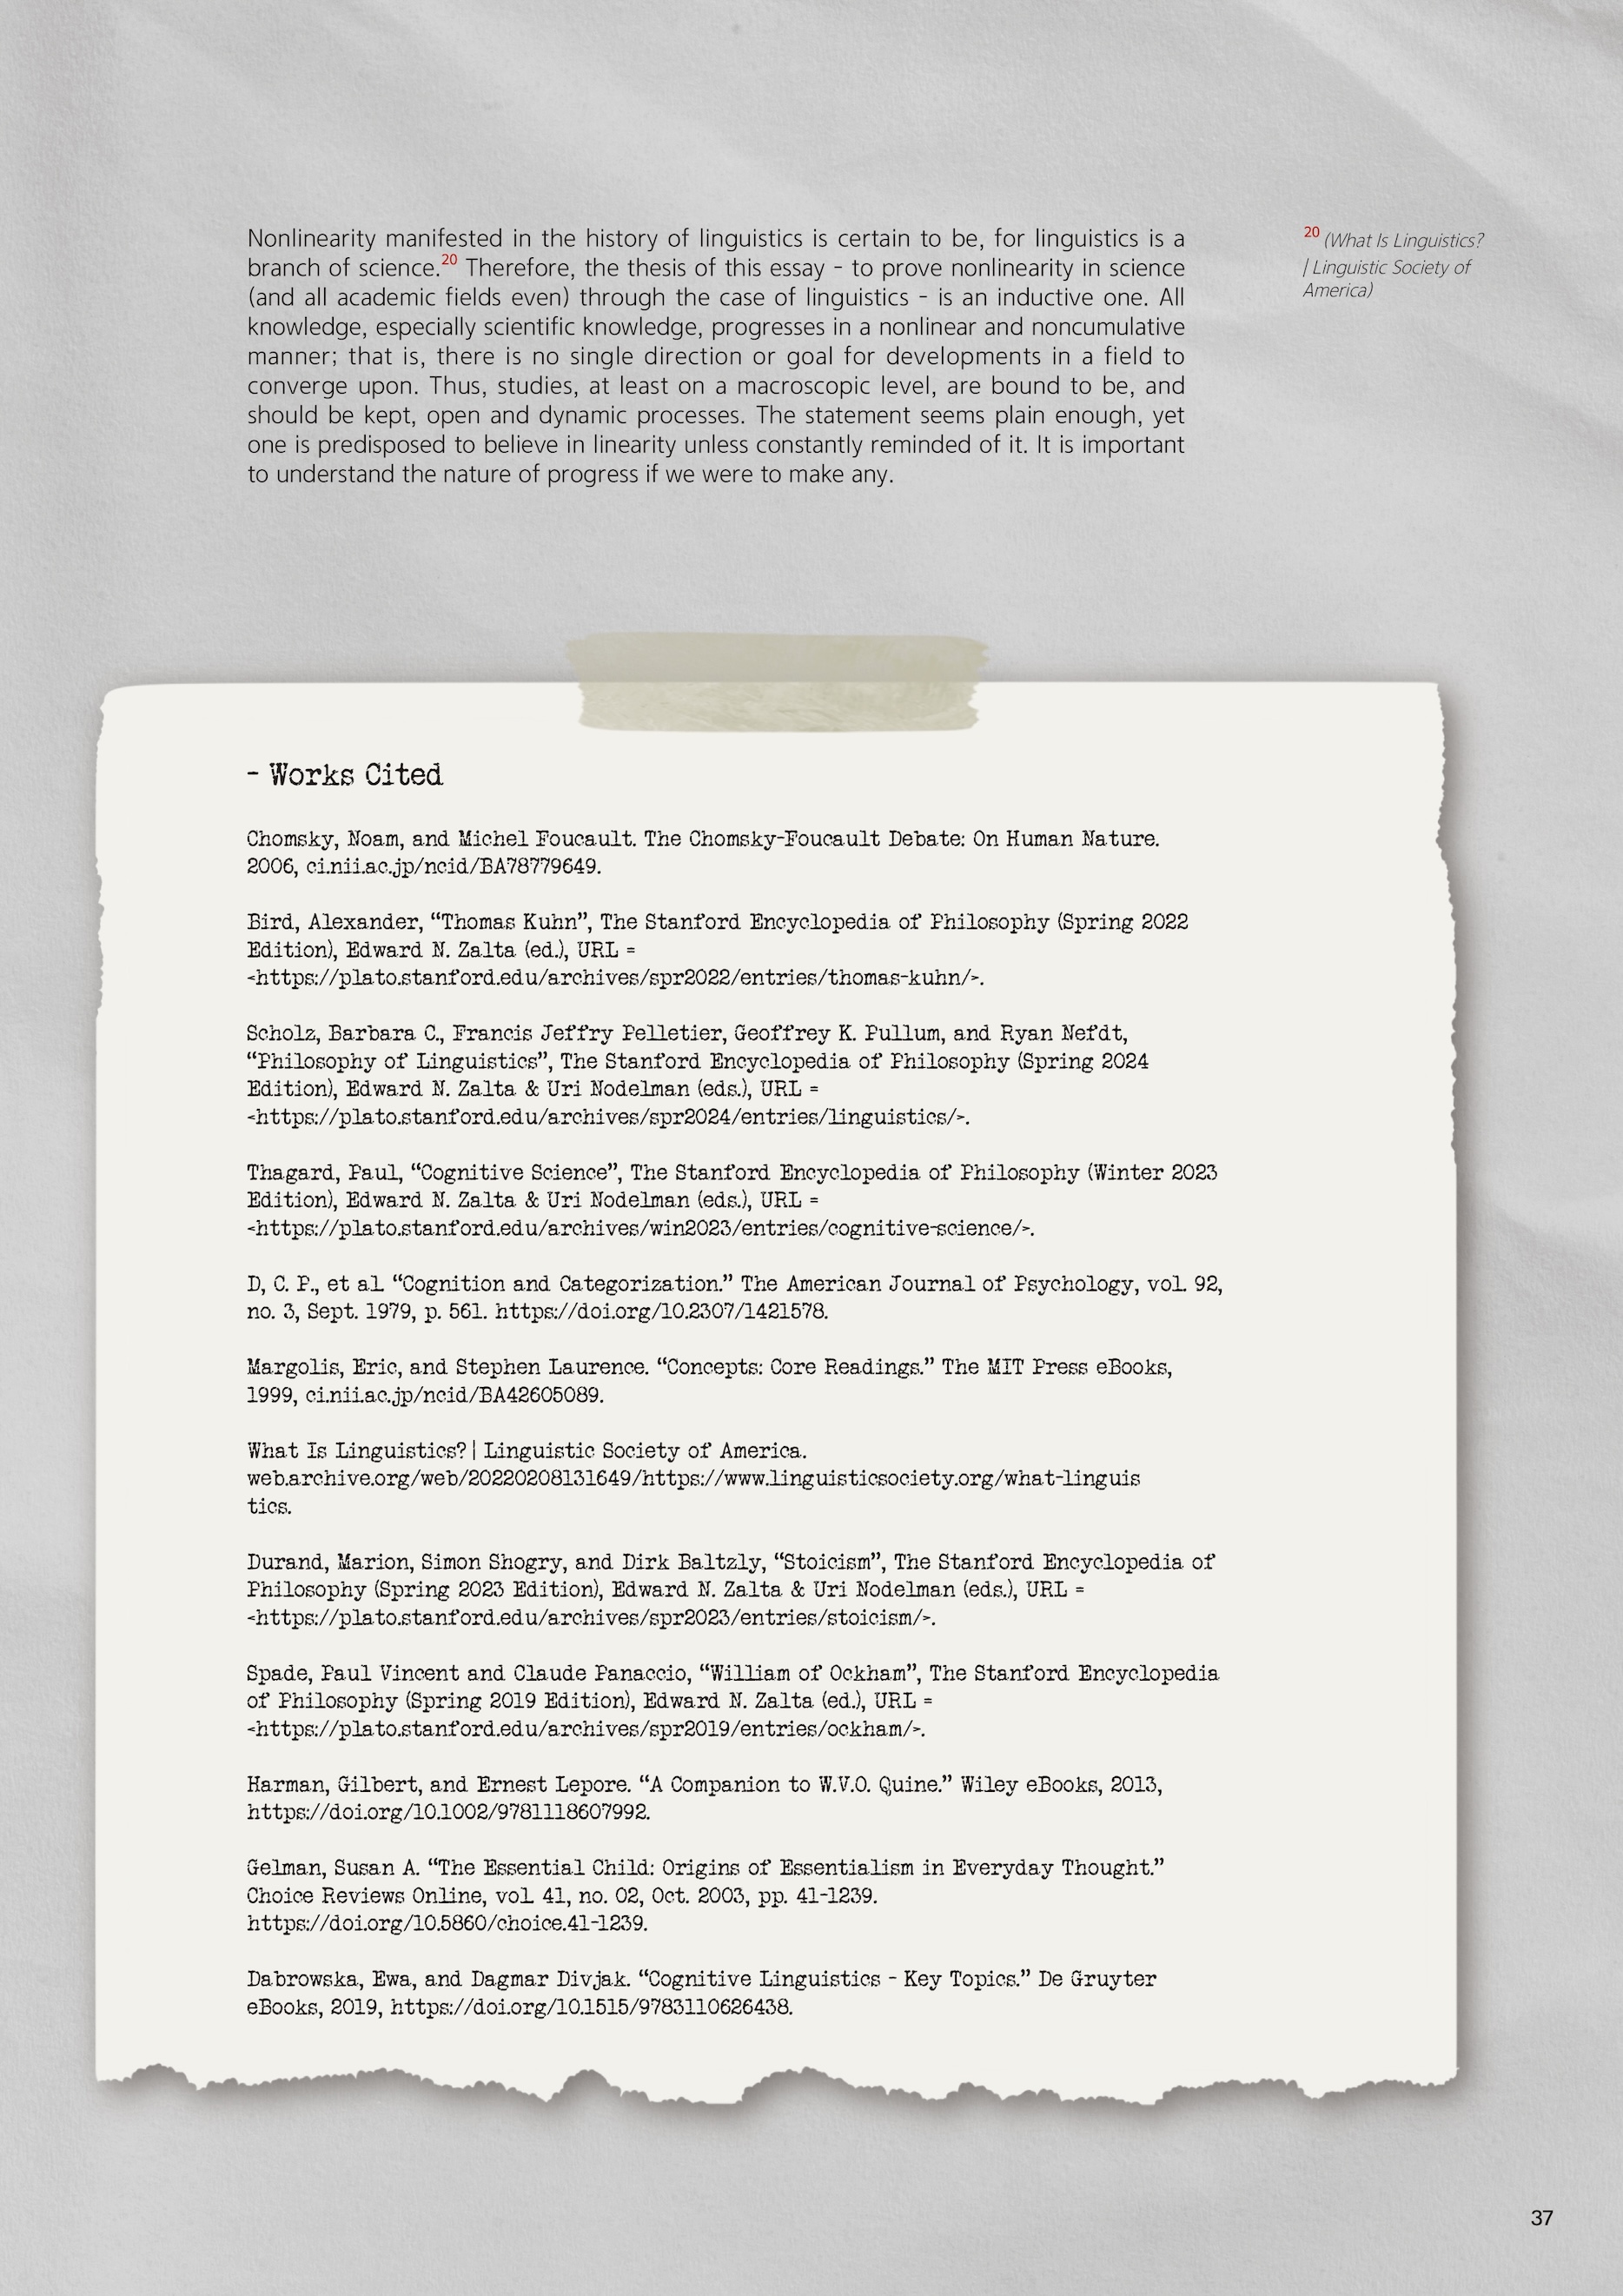 Nonlinearity manifested in the history of linguistics is certain to be, for linguistics is a
branch of science.20 Therefore, the thesis of this essay - to prove nonlinearity in science
(and all academic fields even) through the case of linguistics - is an inductive one. All
knowledge, especially scientific knowledge, progresses in a nonlinear and noncumulative
manner; that is, there is no single direction or goal for developments in a field to
converge upon. Thus, studies, at least on a macroscopic level, are bound to be, and
should be kept, open and dynamic processes. The statement seems plain enough, yet
one is predisposed to believe in linearity unless constantly reminded of it. It is important
to understand the nature of progress if we were to make any.
20 (What Is Linguistics?
| Linguistic Society of
America)
- Works Cited
Chomsky, Noam, and Michel Foucault. The Chomsky-Foucault Debate: On Human Nature.
2006, ci.nii.ac.jp/ncid/BA78779649.
Bird, Alexander, “Thomas Kuhn”, The Stanford Encyclopedia of Philosophy (Spring 2022
Edition), Edward N. Zalta (ed.), URL =
<https://plato.stanford.edu/archives/spr2022/entries/thomas-kuhn/>.
Scholz, Barbara C., Francis Jeffry Pelletier, Geoffrey K. Pullum, and Ryan Nefdt,
“Philosophy of Linguistics”, The Stanford Encyclopedia of Philosophy (Spring 2024
Edition), Edward N. Zalta & Uri Nodelman (eds.), URL =
<https://plato.stanford.edu/archives/spr2024/entries/linguistics/>.
Thagard, Paul, “Cognitive Science”, The Stanford Encyclopedia of Philosophy (Winter 2023
Edition), Edward N. Zalta & Uri Nodelman (eds.), URL =
<https://plato.stanford.edu/archives/win2023/entries/cognitive-science/>.
D, C. P., et al. “Cognition and Categorization.” The American Journal of Psychology, vol. 92,
no. 3, Sept. 1979, p. 561. https://doi.org/10.2307/1421578.
Margolis, Eric, and Stephen Laurence. “Concepts: Core Readings.” The MIT Press eBooks,
1999, ci.nii.ac.jp/ncid/BA42605089.
What Is Linguistics? | Linguistic Society of America.
web.archive.org/web/20220208131649/https://www.linguisticsociety.org/what-linguis
tics.
Durand, Marion, Simon Shogry, and Dirk Baltzly, “Stoicism”, The Stanford Encyclopedia of
Philosophy (Spring 2023 Edition), Edward N. Zalta & Uri Nodelman (eds.), URL =
<https://plato.stanford.edu/archives/spr2023/entries/stoicism/>.
Spade, Paul Vincent and Claude Panaccio, “William of Ockham”, The Stanford Encyclopedia
of Philosophy (Spring 2019 Edition), Edward N. Zalta (ed.), URL =
<https://plato.stanford.edu/archives/spr2019/entries/ockham/>.
Harman, Gilbert, and Ernest Lepore. “A Companion to W.V.O. Quine.” Wiley eBooks, 2013,
https://doi.org/10.1002/9781118607992.
Gelman, Susan A. “The Essential Child: Origins of Essentialism in Everyday Thought.”
Choice Reviews Online, vol. 41, no. 02, Oct. 2003, pp. 41-1239.
https://doi.org/10.5860/choice.41-1239.
Dabrowska, Ewa, and Dagmar Divjak. “Cognitive Linguistics - Key Topics.” De Gruyter
eBooks, 2019, https://doi.org/10.1515/9783110626438.
37